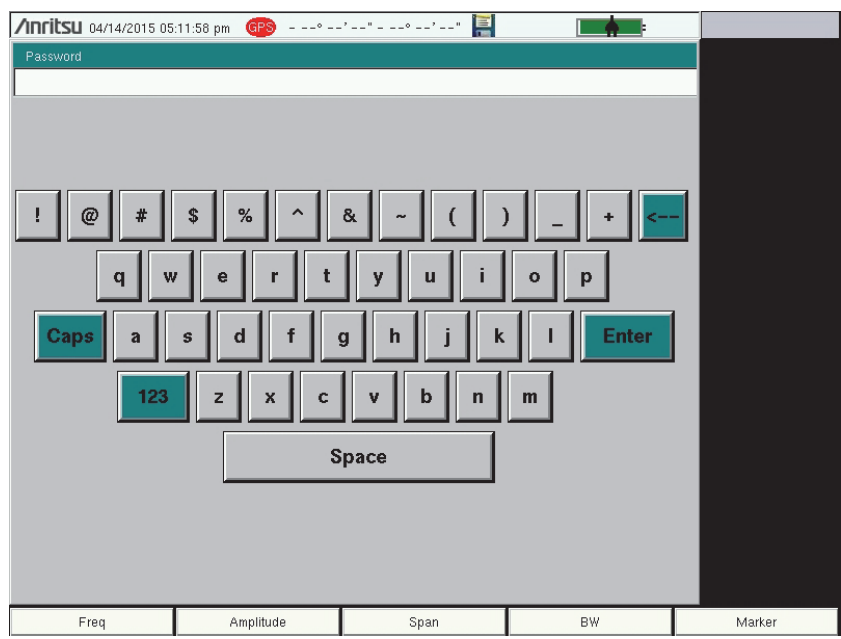 Anritsu 04/14/2015 05:11:58 pm GPS - --° --' --" - --° --' --"
Password
! @ # $ % ^ & ~ ( ) _ + <--
q w e r t y u i o p
Caps a s d f g h j k l Enter
123 z x c v b n m
Space
Freq Amplitude Span BW Marker